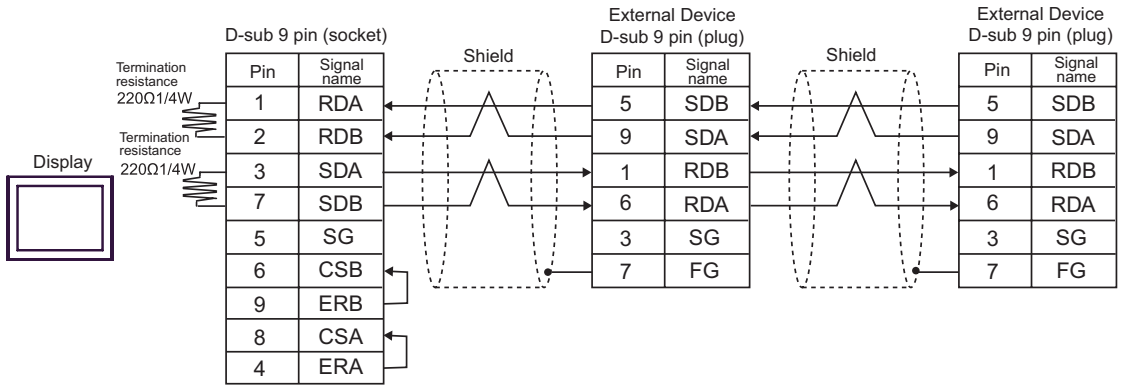 External Device
D-sub 9 pin (plug)
External Device
D-sub 9 pin (plug)
D-sub 9 pin (socket)
Shield
Shield
Termination
resistance
220Ω1/4W
Termination
resistance
220Ω1/4W
Display
Pin Signal name
1 RDA
2 RDB
3 SDA
7 SDB
5 SG
6 CSB
9 ERB
8 CSA
4 ERA
Pin Signal name
5 SDB
9 SDA
1 RDB
6 RDA
3 SG
7 FG
Pin Signal name
5 SDB
9 SDA
1 RDB
6 RDA
3 SG
7 FG